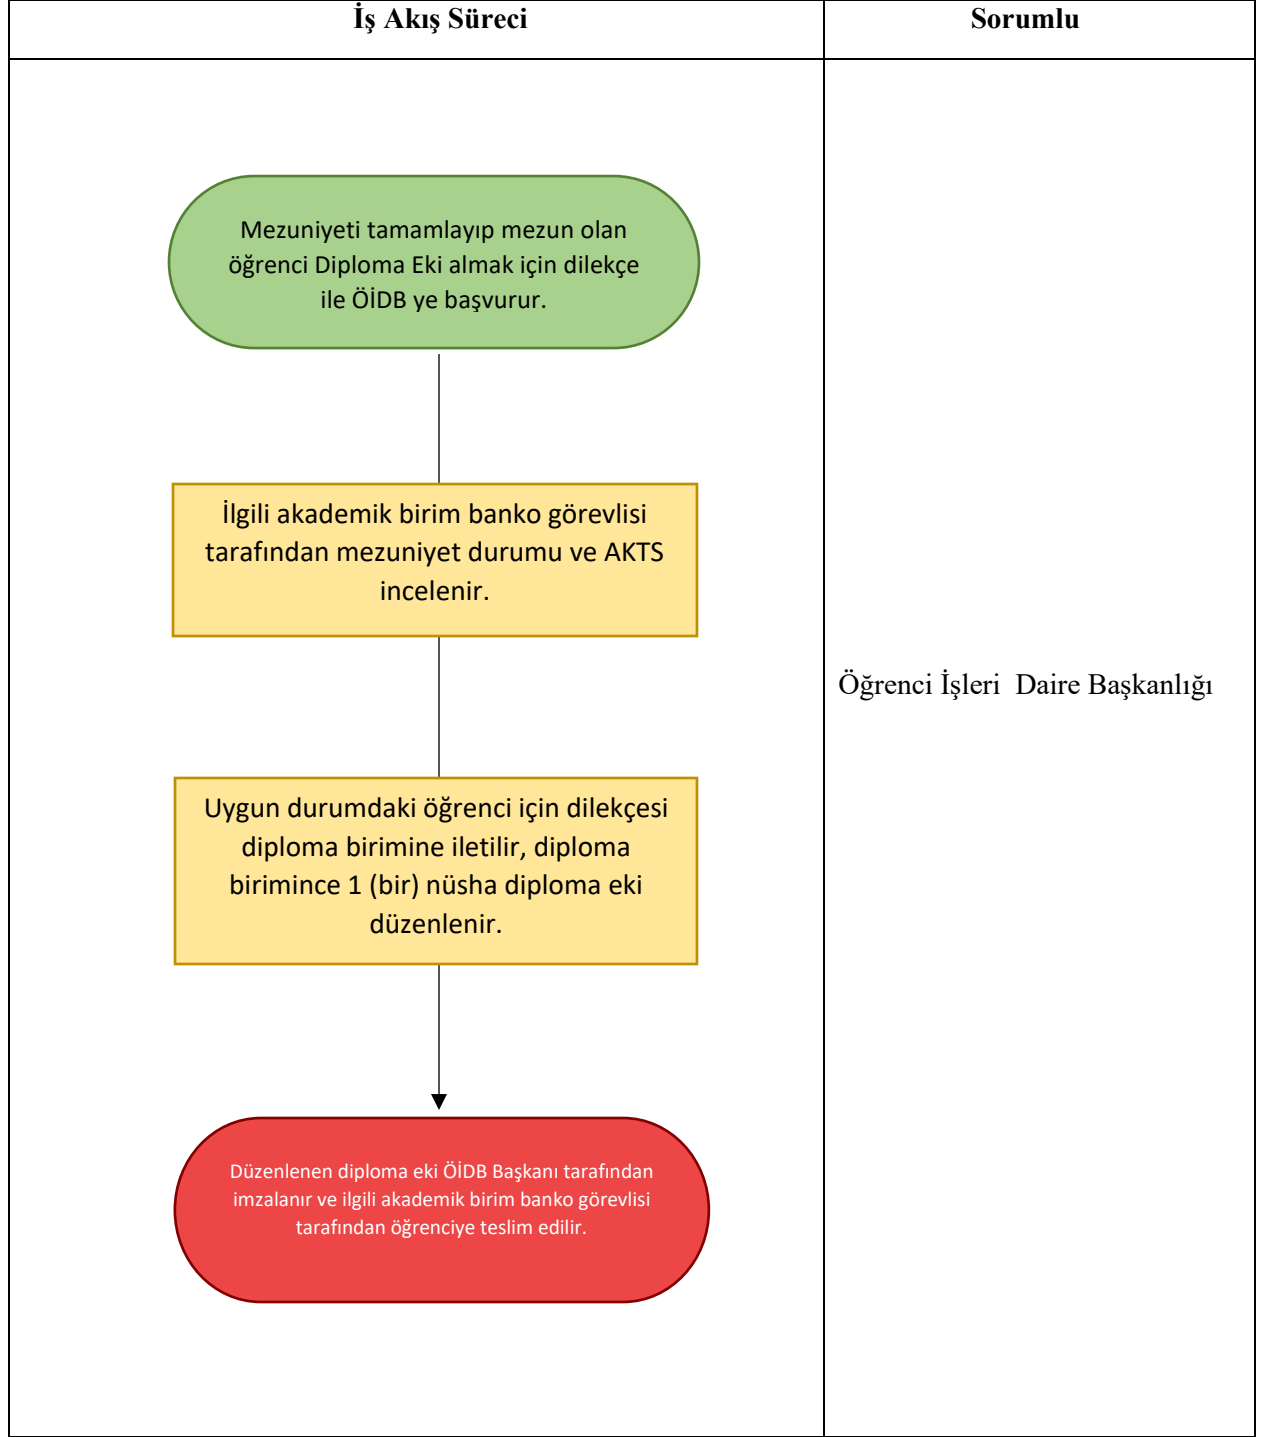 İş Akış Süreci
Sorumlu
Mezuniyeti tamamlayıp mezun olan
öğrenci Diploma Eki almak için dilekçe
ile ÖİDB ye başvurur.
İlgili akademik birim banko görevlisi
tarafından mezuniyet durumu ve AKTS
incelenir.
Uygun durumdaki öğrenci için dilekçesi
diploma birimine iletilir, diploma
birimince 1 (bir) nüsha diploma eki
düzenlenir.
Düzenlenen diploma eki ÖİDB Başkanı tarafından
imzalanır ve ilgili akademik birim banko görevlisi
tarafından öğrenciye teslim edilir.
Öğrenci İşleri  Daire Başkanlığı